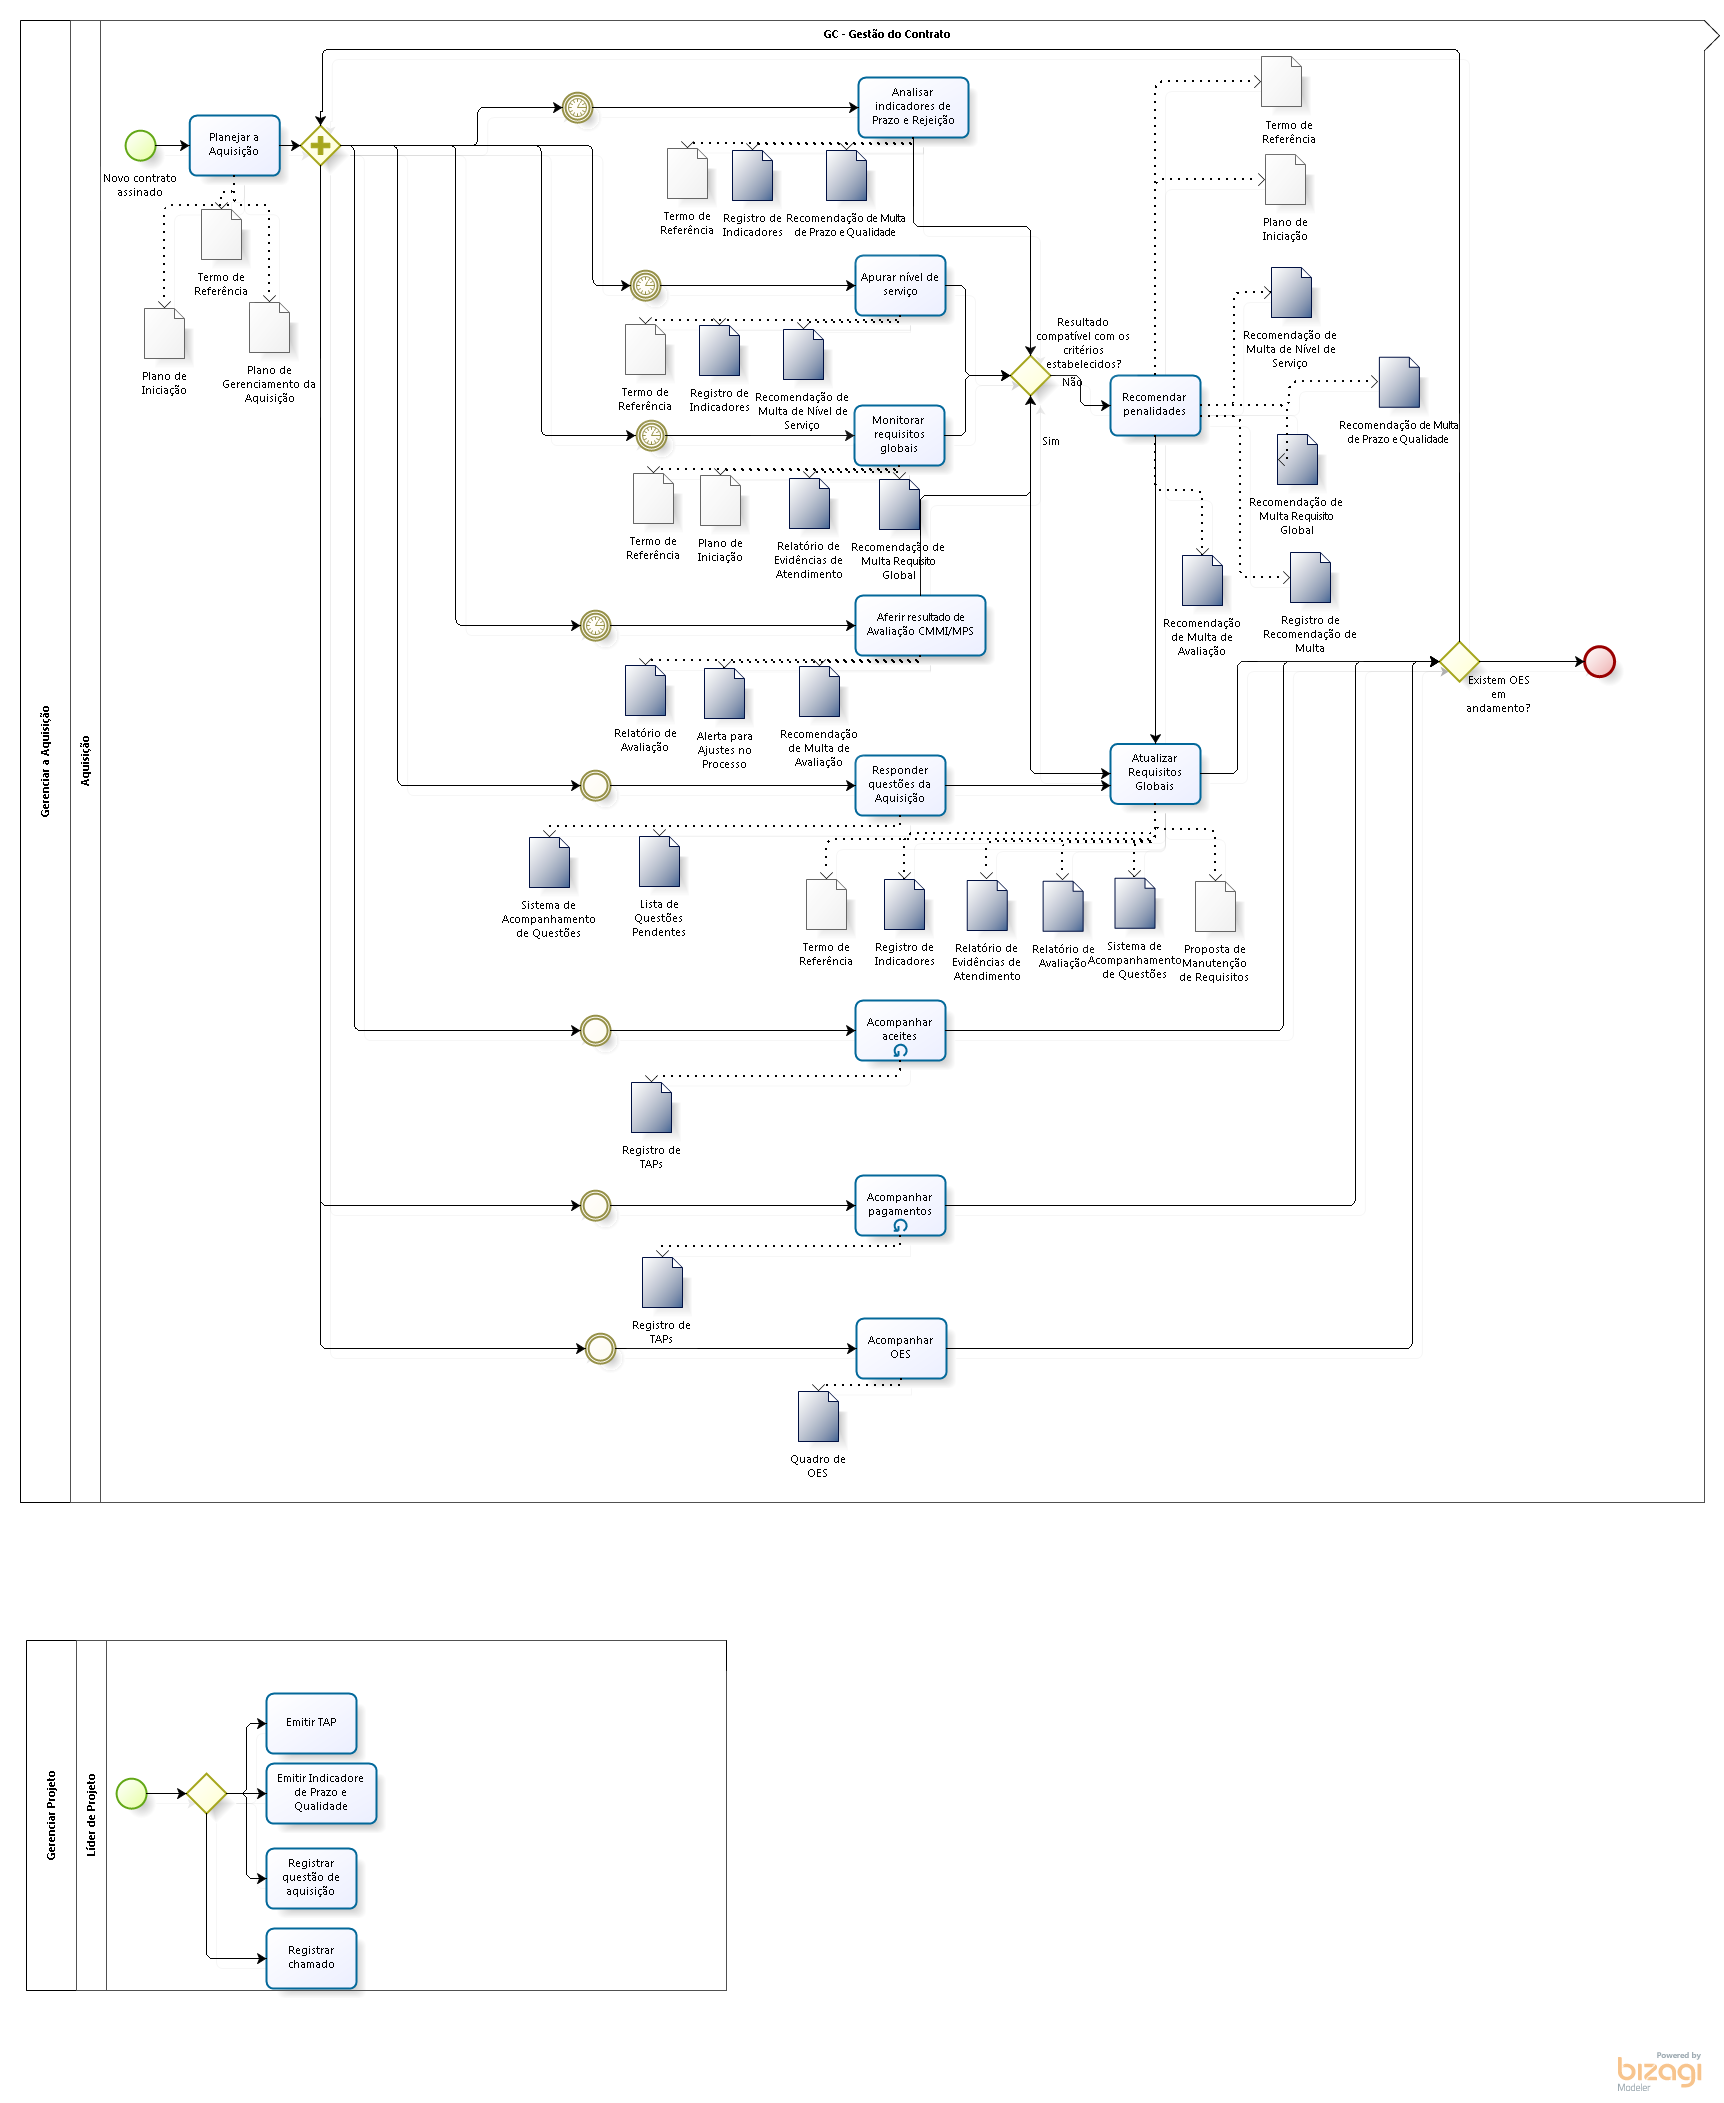 GC - Gestão do Contrato
Gerenciar a Aquisição
Aquisição
Novo contrato
assinado
Planejar a
Aquisição
Termo de
Referência
Plano de
Iniciação
Plano de
Gerenciamento da
Aquisição
Analisar
indicadores de
Prazo e Rejeição
Termo de
Referência
Registro de
Indicadores
Recomendação de Multa
de Prazo e Qualidade
Apurar nível de
serviço
Termo de
Referência
Registro de
Indicadores
Recomendação de
Multa de Nível de
Serviço
Monitorar
requisitos
globais
Termo de
Referência
Plano de
Iniciação
Relatório de
Evidências de
Atendimento
Recomendação de
Multa Requisito
Global
Aferir resultado de
Avaliação CMMI/MPS
Relatório de
Avaliação
Alerta para
Ajustes no
Processo
Recomendação
de Multa de
Avaliação
Responder
questões da
Aquisição
Sistema de
Acompanhamento
de Questões
Lista de
Questões
Pendentes
Resultado
compatível com os
critérios
estabelecidos?
Não
Sim
Recomendar
penalidades
Termo de
Referência
Plano de
Iniciação
Recomendação de
Multa de Nível de
Serviço
Recomendação de Multa
de Prazo e Qualidade
Recomendação de
Multa Requisito
Global
Recomendação
de Multa de
Avaliação
Registro de
Recomendação de
Multa
Existem OES
em
andamento?
Atualizar
Requisitos
Globais
Termo de
Referência
Registro de
Indicadores
Relatório de
Evidências de
Atendimento
Relatório de
Avaliação
Sistema de
Acompanhamento
de Questões
Proposta de
Manutenção
de Requisitos
Acompanhar
aceites
Registro de
TAPs
Acompanhar
pagamentos
Registro de
TAPs
Acompanhar
OES
Quadro de
OES
Gerenciar Projeto
Líder de Projeto
Emitir TAP
Emitir Indicadore
de Prazo e
Qualidade
Registrar
questão de
aquisição
Registrar
chamado
Powered by
bizagi
Modeler